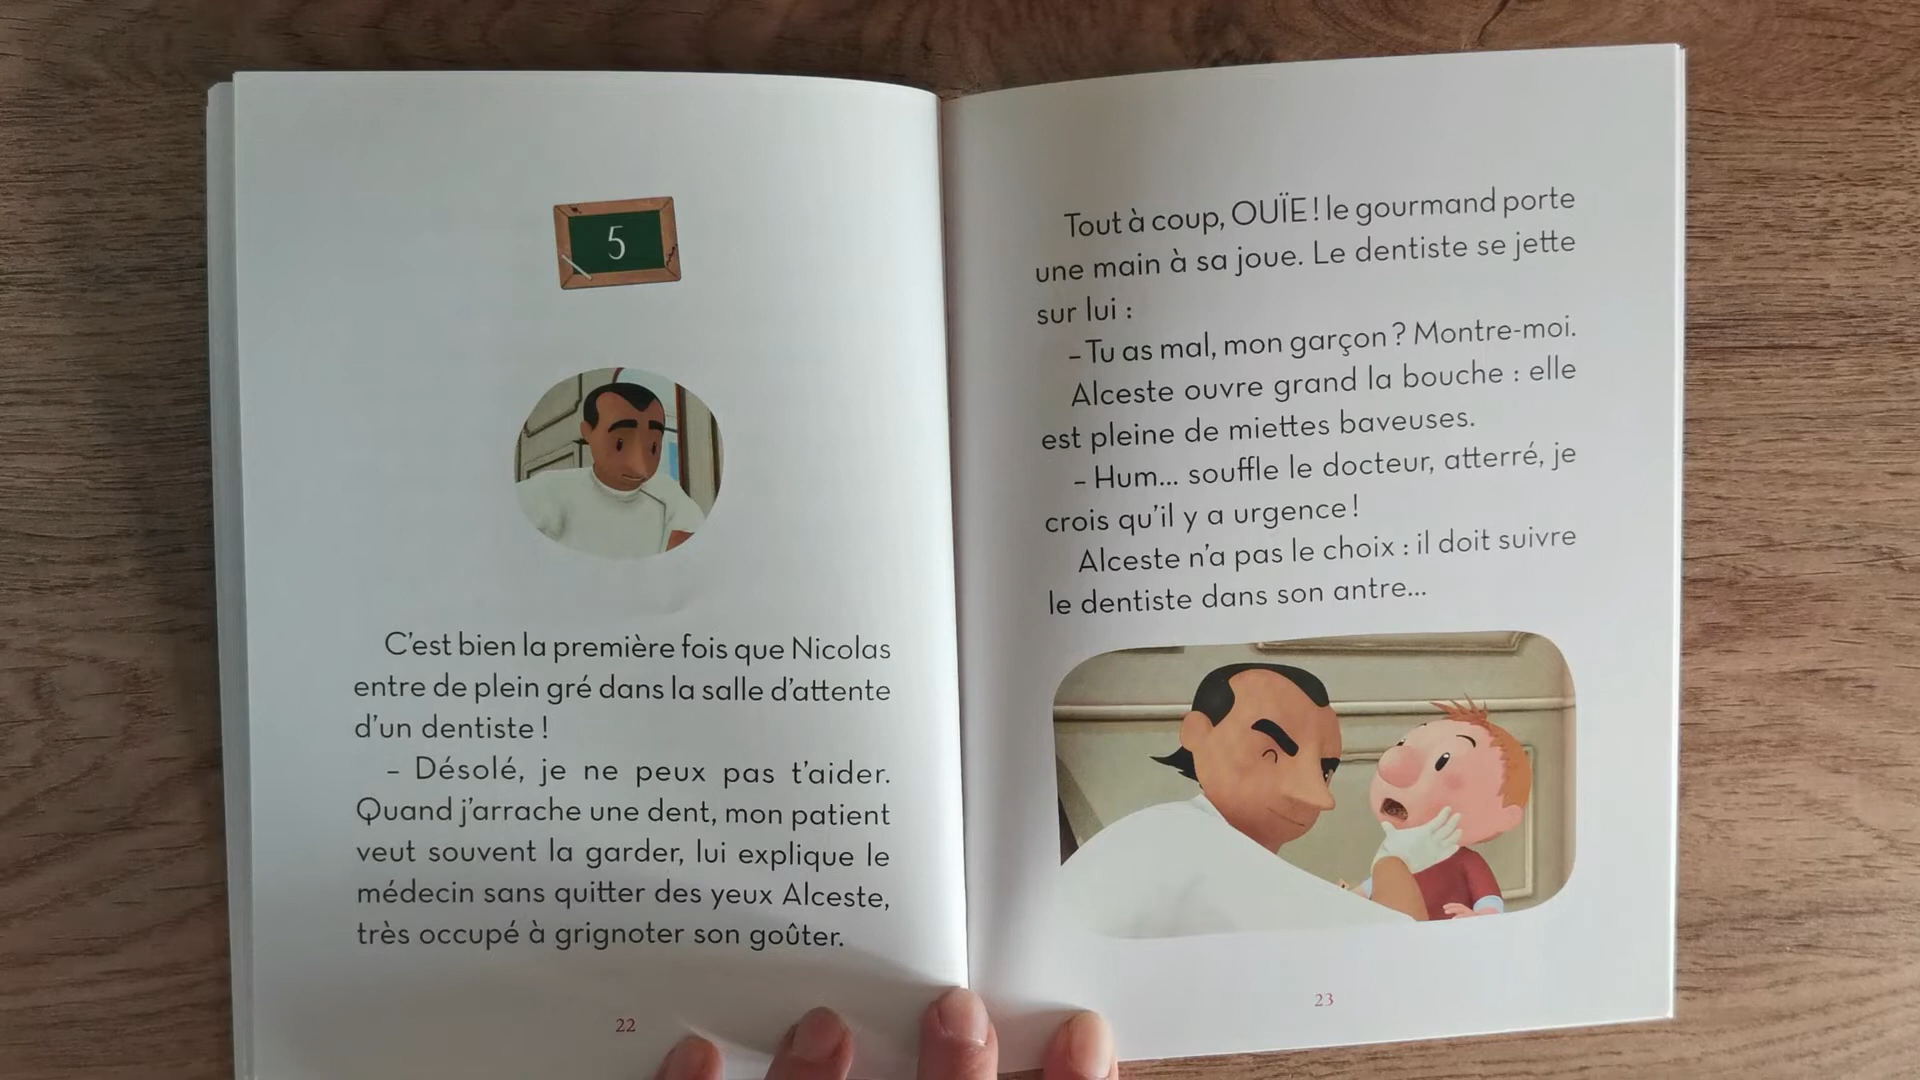 5
C'est bien la première fois que Nicolas
entre de plein gré dans la salle d'attente
d'un dentiste !
– Désolé, je ne peux pas t'aider.
Quand j'arrache une dent, mon patient
veut souvent la garder, lui explique le
médecin sans quitter des yeux Alceste,
très occupé à grignoter son goûter.
22
Tout à coup, OUÏE ! le gourmand porte
une main à sa joue. Le dentiste se jette
sur lui :
– Tu as mal, mon garçon ? Montre-moi.
Alceste ouvre grand la bouche : elle
est pleine de miettes baveuses.
– Hum... souffle le docteur, atterré, je
crois qu'il y a urgence !
Alceste n'a pas le choix : il doit suivre
le dentiste dans son antre...
23